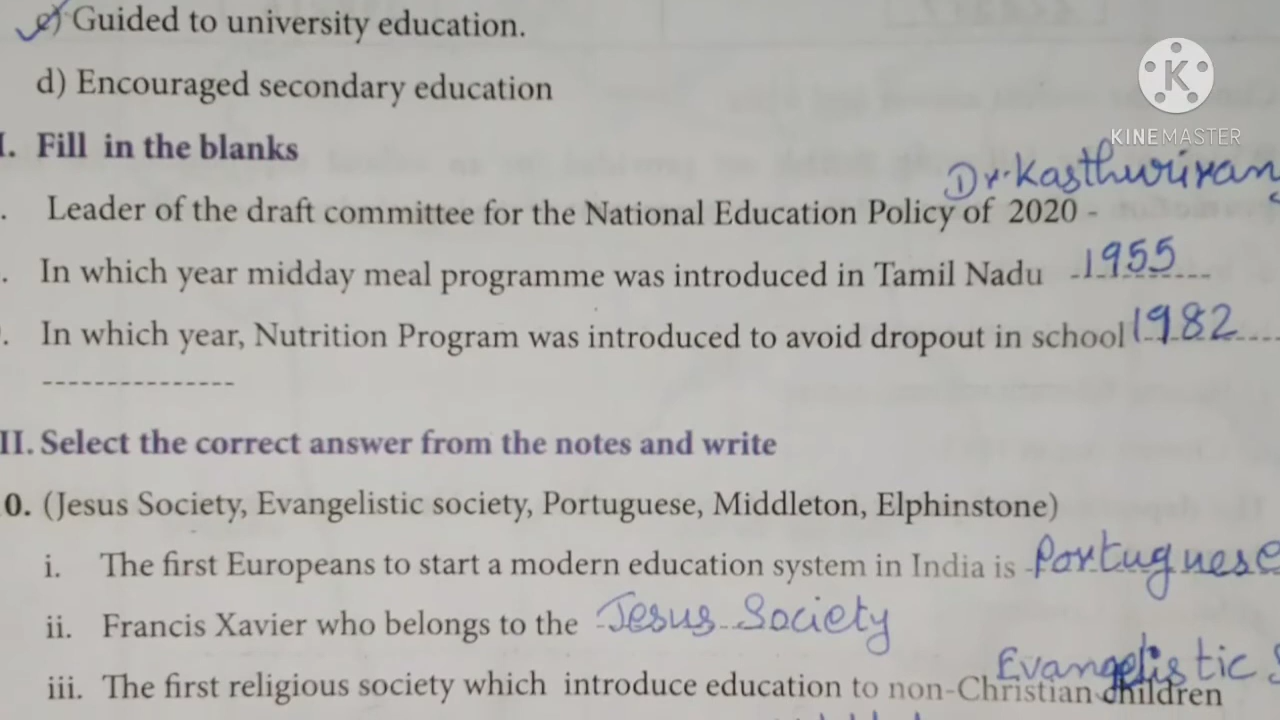 c) Guided to university education.
d) Encouraged secondary education
K
KINEMASTER
I. Fill in the blanks
Dr. Kasthurirang
. Leader of the draft committee for the National Education Policy of 2020 -
. In which year midday meal programme was introduced in Tamil Nadu 1955
. In which year, Nutrition Program was introduced to avoid dropout in school 1982
---------------
II. Select the correct answer from the notes and write
0. (Jesus Society, Evangelistic society, Portuguese, Middleton, Elphinstone)
i. The first Europeans to start a modern education system in India is Portuguese
ii. Francis Xavier who belongs to the Jesus Society
Evangelistic S
iii. The first religious society which introduce education to non-Christian children